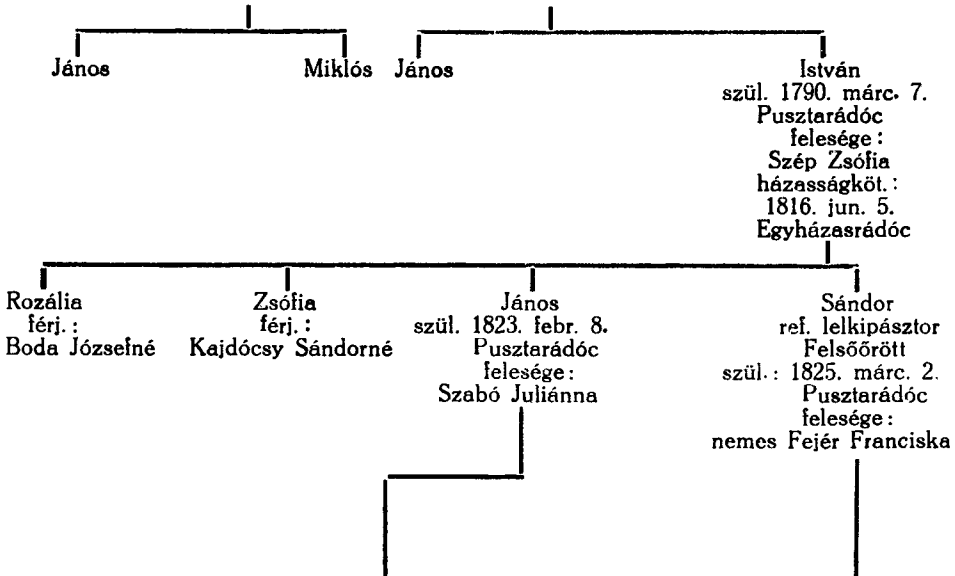 János
Miklós
János
István
szül. 1790. márc. 7.
Pusztarádóc
felesége :
Szép Zsófia
házasságköt. :
1816. jun. 5.
Egyházasrádóc
Rozália
férj. :
Boda Józsefné
Zsófia
férj. :
Kajdócsy Sándorné
János
szül. 1823. febr. 8.
Pusztarádóc
felesége :
Szabó Juliánna
Sándor
ref. lelkipásztor
Felsőőrött
szül. : 1825. márc. 2.
Pusztarádóc
felesége :
nemes Fejér Franciska